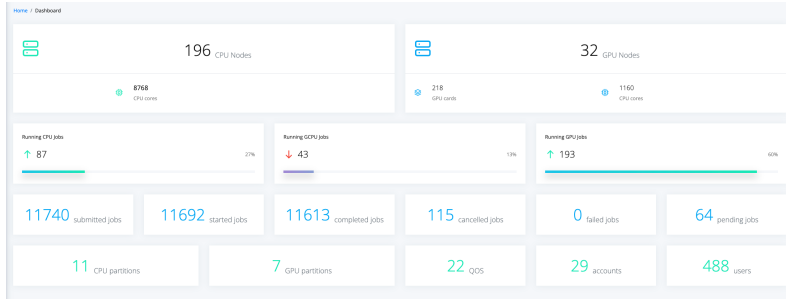 Home / Dashboard
196 CPU Nodes
32 GPU Nodes
8768
CPU cores
218
GPU cards
1160
CPU cores
Running CPU Jobs
87
27%
Running GCPU Jobs
43
13%
Running GPU Jobs
193
60%
11740 submitted jobs
11692 started jobs
11613 completed jobs
115 cancelled jobs
0 failed jobs
64 pending jobs
11 CPU partitions
7 GPU partitions
22 QOS
29 accounts
488 users